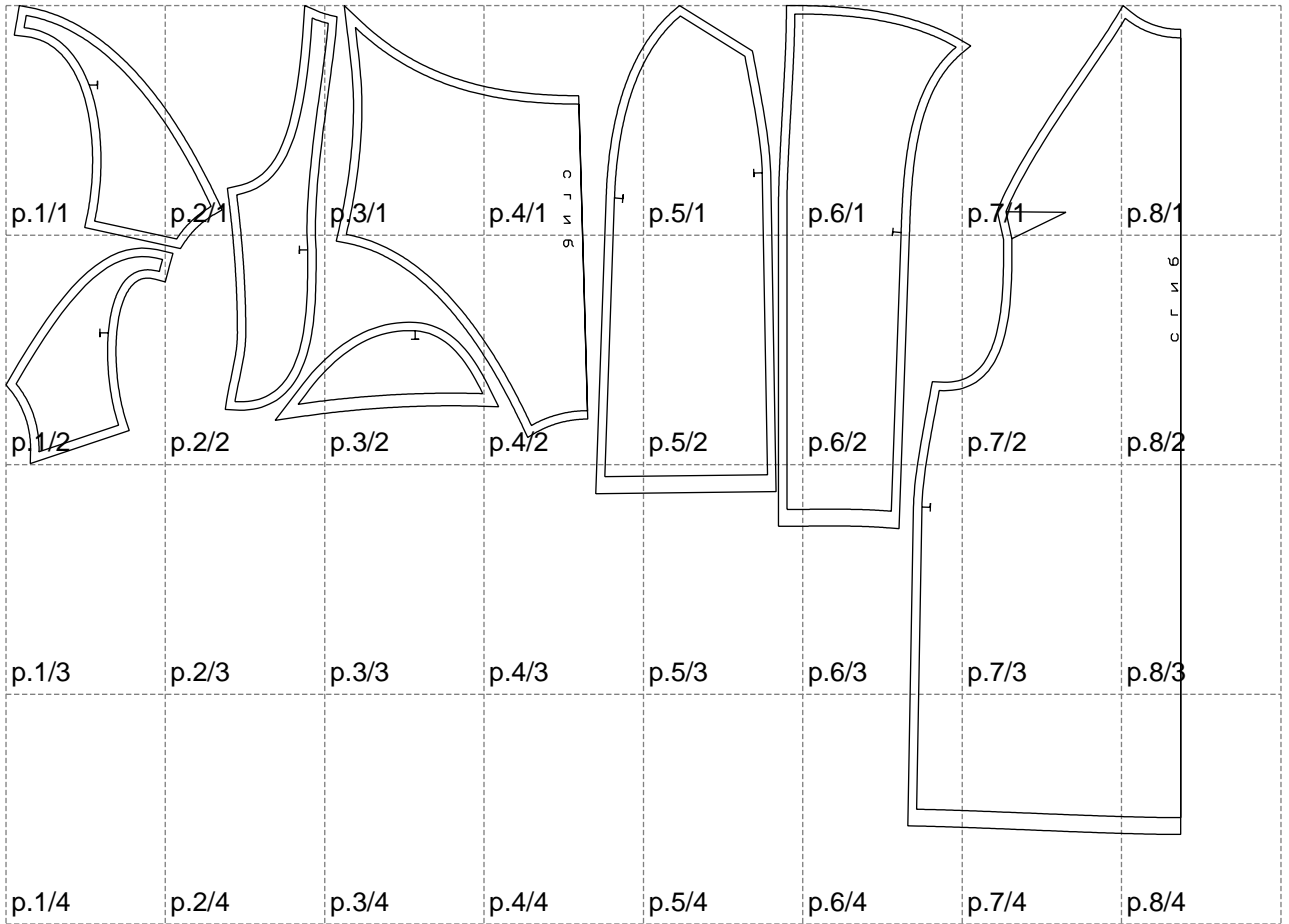 с г и б
p.1/1 p.2/1 p.3/1 p.4/1 p.5/1 p.6/1 p.7/1 p.8/1
с г и б
p.1/2 p.2/2 p.3/2 p.4/2 p.5/2 p.6/2 p.7/2 p.8/2
p.1/3 p.2/3 p.3/3 p.4/3 p.5/3 p.6/3 p.7/3 p.8/3
p.1/4 p.2/4 p.3/4 p.4/4 p.5/4 p.6/4 p.7/4 p.8/4